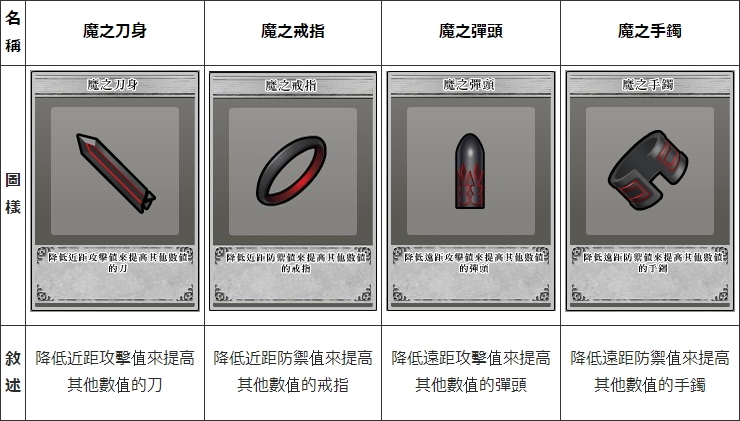 名稱
魔之刀身
魔之戒指
魔之彈頭
魔之手鐲
圖樣
魔之刀身
魔之戒指
魔之彈頭
魔之手鐲
降低近距攻擊值來提高其他數值
的刀
降低近距防禦值來提高其他數值
的戒指
降低遠距攻擊值來提高其他數值
的彈頭
降低遠距防禦值來提高其他數值
的手鐲
敘述
降低近距攻擊值來提高
其他數值的刀
降低近距防禦值來提高
其他數值的戒指
降低遠距攻擊值來提高
其他數值的彈頭
降低遠距防禦值來提高
其他數值的手鐲